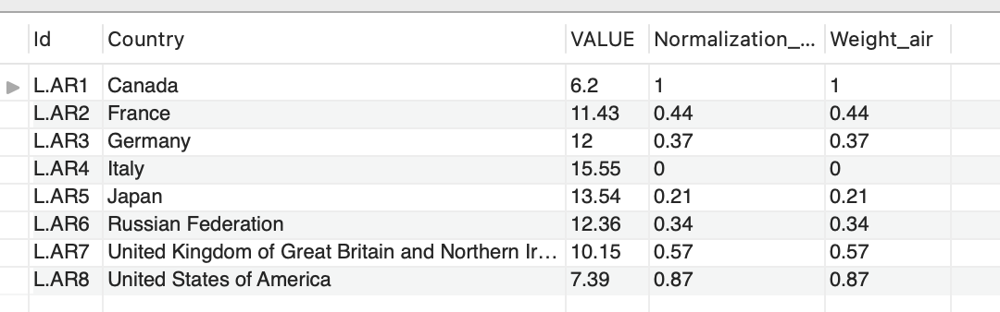 Id Country VALUE Normalization_... Weight_air
L.AR1 Canada 6.2 1 1
L.AR2 France 11.43 0.44 0.44
L.AR3 Germany 12 0.37 0.37
L.AR4 Italy 15.55 0 0
L.AR5 Japan 13.54 0.21 0.21
L.AR6 Russian Federation 12.36 0.34 0.34
L.AR7 United Kingdom of Great Britain and Northern Ir... 10.15 0.57 0.57
L.AR8 United States of America 7.39 0.87 0.87